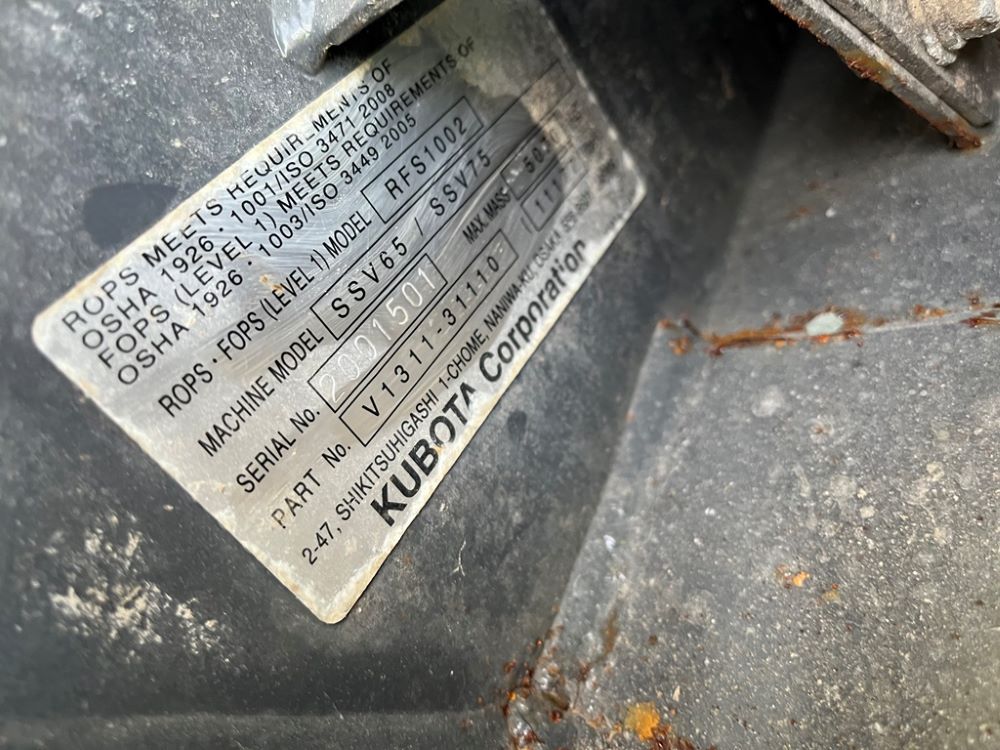 ROPS MEETS REQUIREMENTS OF
OSHA 1926・1001/ISO 3471 2008
FOPS (LEVEL 1) MEETS REQUIREMENTS OF
OSHA 1926・1003/ISO 3449 2005
ROPS・FOPS (LEVEL 1) MODEL RFS1002
MACHINE MODEL SSV65 / SSV75
SERIAL No. 20001501 MAX. MASS
PART No. V1311-31110
2-47, SHIKITSUHIGASHI 1-CHOME, NANIWA-KU, OSAKA
KUBOTA Corporation